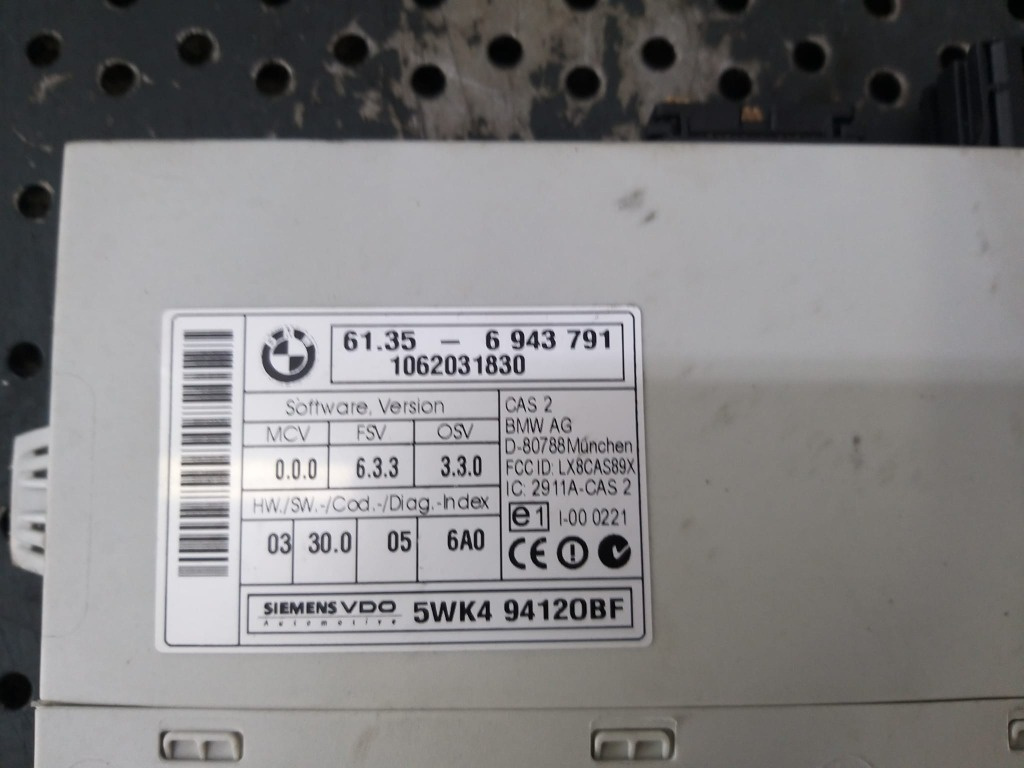 BMW
61.35 – 6 943 791
1062031830
Software. Version
MCV FSV OSV
0.0.0 6.3.3 3.3.0
HW./SW.-/Cod.-/Diag.-Index
03 30.0 05 6A0
CAS 2
BMW AG
D-80788München
FCC ID: LX8CAS89X
IC: 2911A-CAS 2
e1 I-00 0221
CE
SIEMENS VDO
Automotive
5WK4 94120BF